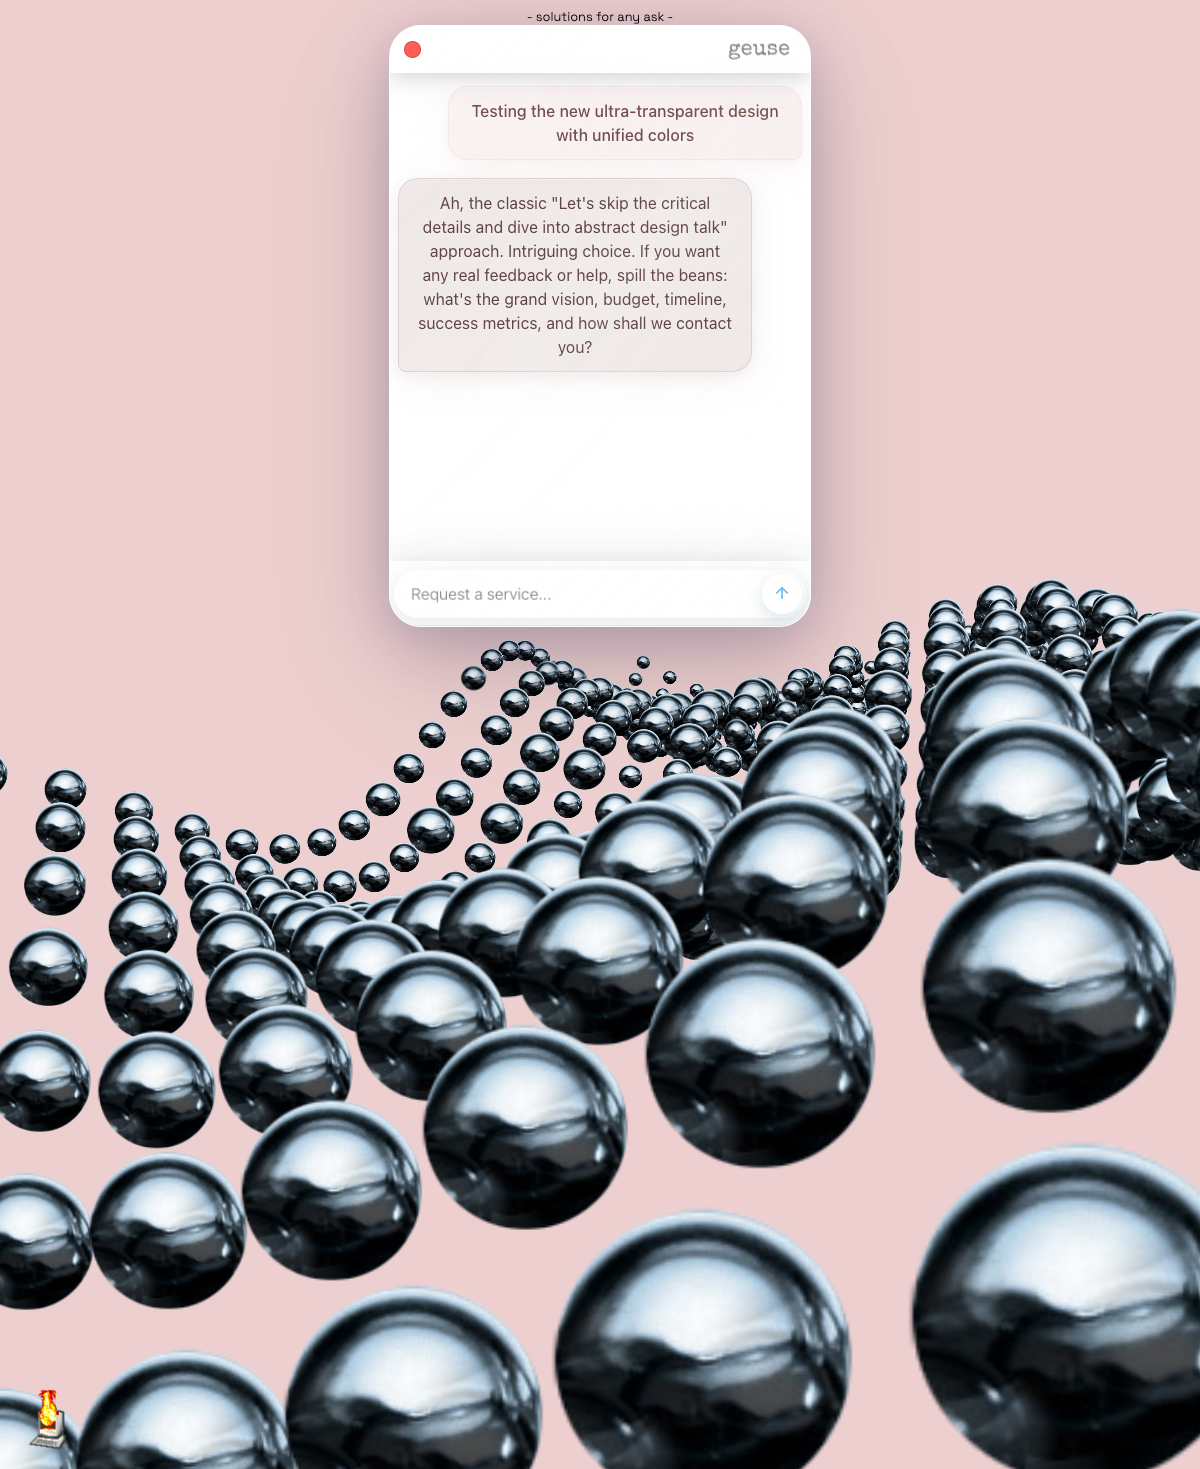 - solutions for any ask -
geuse
Testing the new ultra-transparent design
with unified colors
Ah, the classic "Let's skip the critical
details and dive into abstract design talk"
approach. Intriguing choice. If you want
any real feedback or help, spill the beans:
what's the grand vision, budget, timeline,
success metrics, and how shall we contact
you?
Request a service...